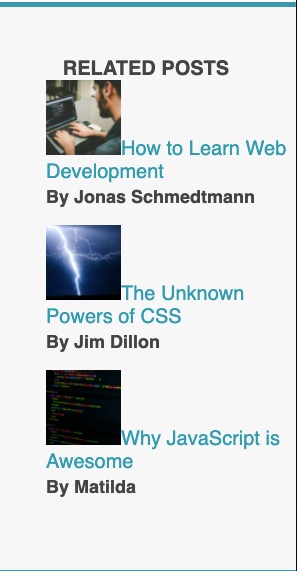 RELATED POSTS
How to Learn Web
Development
By Jonas Schmedtmann
The Unknown
Powers of CSS
By Jim Dillon
Why JavaScript is
Awesome
By Matilda